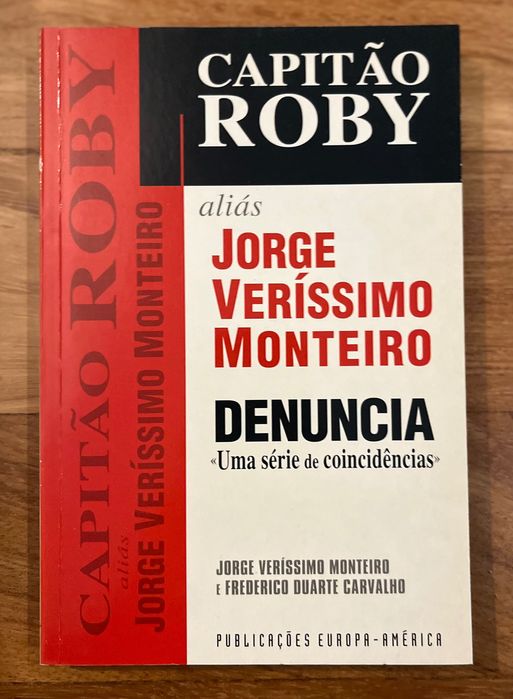 CAPITÃO ROBY
aliás
JORGE VERÍSSIMO MONTEIRO
CAPITÃO
ROBY
aliás
JORGE
VERÍSSIMO
MONTEIRO
DENUNCIA
«Uma série de coincidências»
JORGE VERÍSSIMO MONTEIRO
E FREDERICO DUARTE CARVALHO
PUBLICAÇÕES EUROPA-AMÉRICA